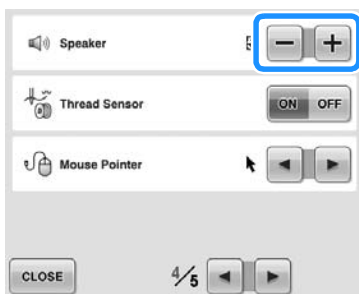 Speaker
− +
Thread Sensor
ON OFF
Mouse Pointer
CLOSE 4/5